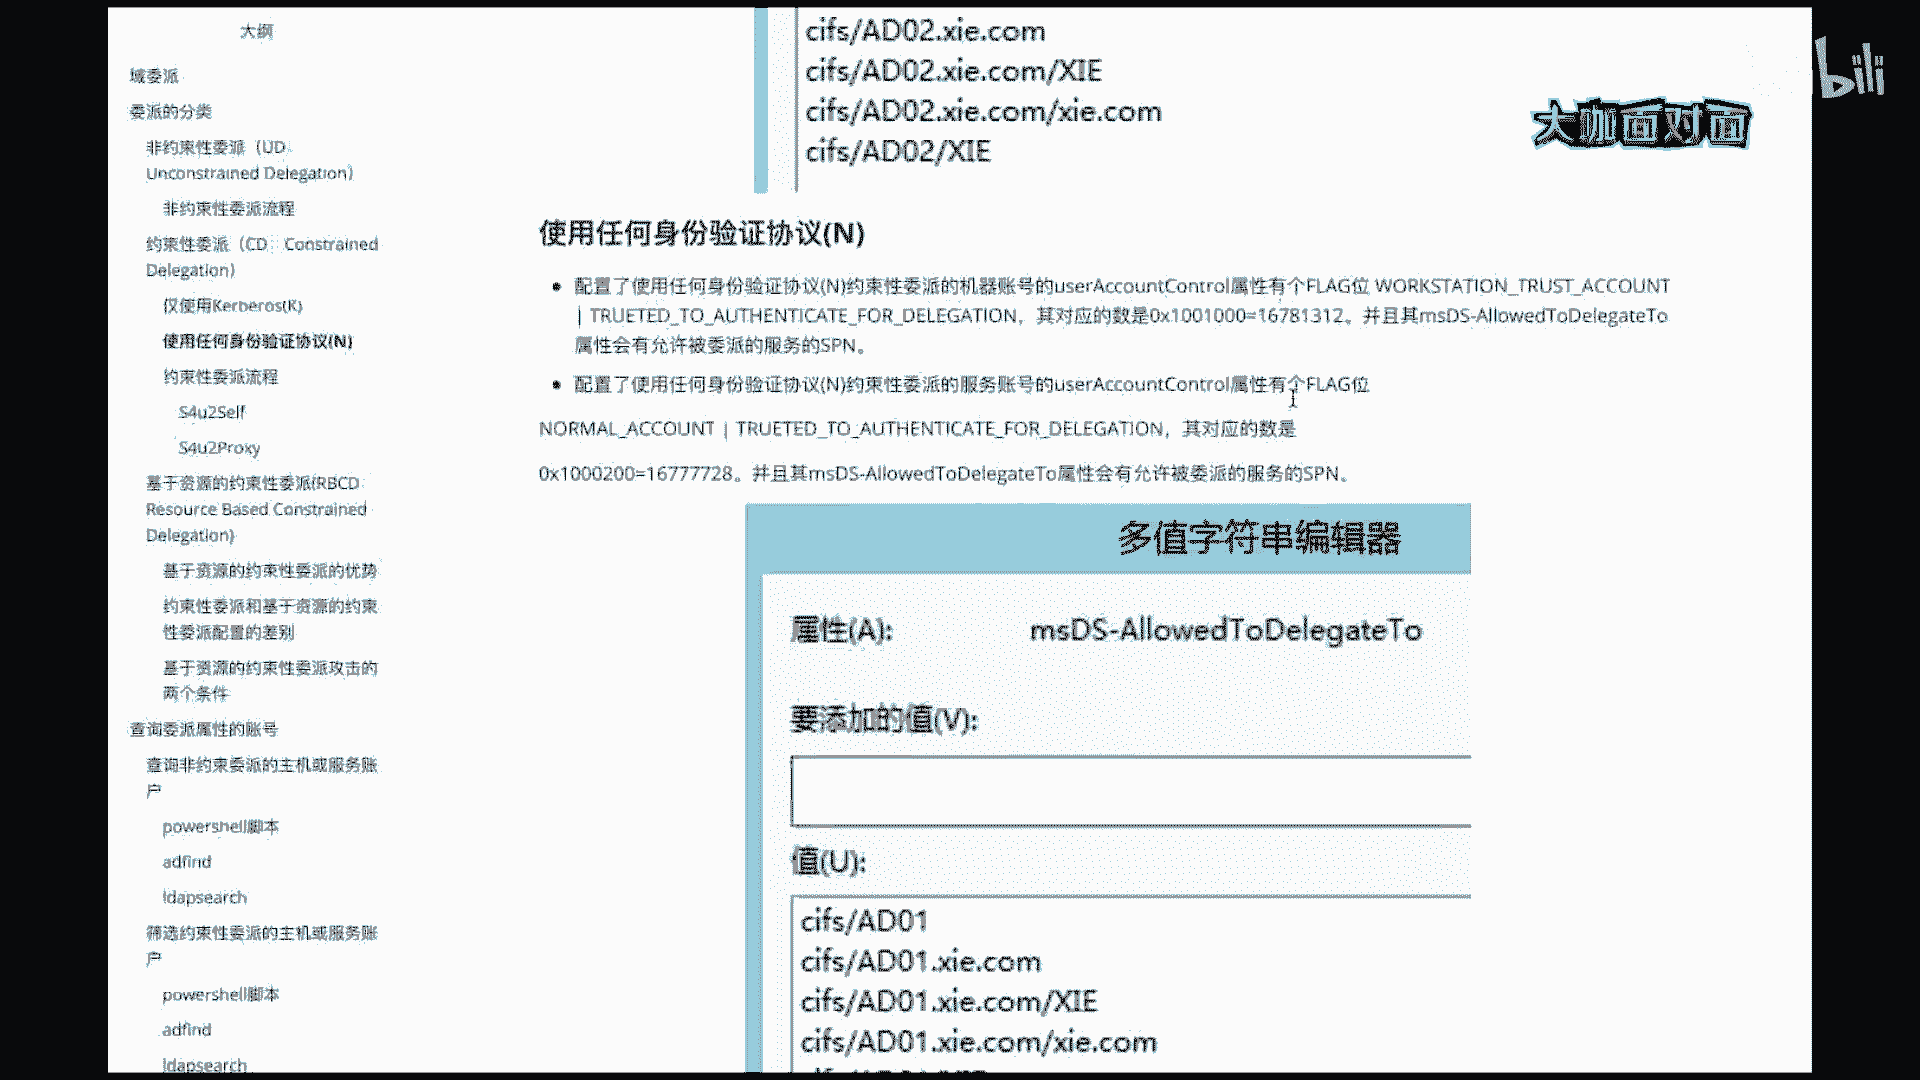 大纲
域委派
委派的分类
非约束性委派（UD
Unconstrained Delegation）
非约束性委派流程
约束性委派（CD： Constrained
Delegation）
仅使用Kerberos(K)
使用任何身份验证协议(N)
约束性委派流程
S4u2Self
S4u2Proxy
基于资源的约束性委派(RBCD
Resource Based Constrained
Delegation)
基于资源的约束性委派的优势
约束性委派和基于资源的约束
性委派配置的差别
基于资源的约束性委派攻击的
两个条件
查询委派属性的账号
查询非约束委派的主机或服务账
户
powershell脚本
adfind
ldapsearch
筛选约束性委派的主机或服务账
户
powershell脚本
adfind
ldapsearch
cifs/AD02.xie.com
cifs/AD02.xie.com/XIE
cifs/AD02.xie.com/xie.com
cifs/AD02/XIE
使用任何身份验证协议(N)
配置了使用任何身份验证协议(N)约束性委派的机器账号的userAccountControl属性有个FLAG位 WORKSTATION_TRUST_ACCOUNT
| TRUETED_TO_AUTHENTICATE_FOR_DELEGATION，其对应的数是0x1001000=16781312。并且其msDS-AllowedToDelegateTo
属性会有允许被委派的服务的SPN。
配置了使用任何身份验证协议(N)约束性委派的服务账号的userAccountControl属性有个FLAG位
NORMAL_ACCOUNT | TRUETED_TO_AUTHENTICATE_FOR_DELEGATION，其对应的数是
0x1000200=16777728。并且其msDS-AllowedToDelegateTo属性会有允许被委派的服务的SPN。
多值字符串编辑器
属性(A): msDS-AllowedToDelegateTo
要添加的值(V):
值(U):
cifs/AD01
cifs/AD01.xie.com
cifs/AD01.xie.com/XIE
cifs/AD01.xie.com/xie.com
大咖面对面
bili